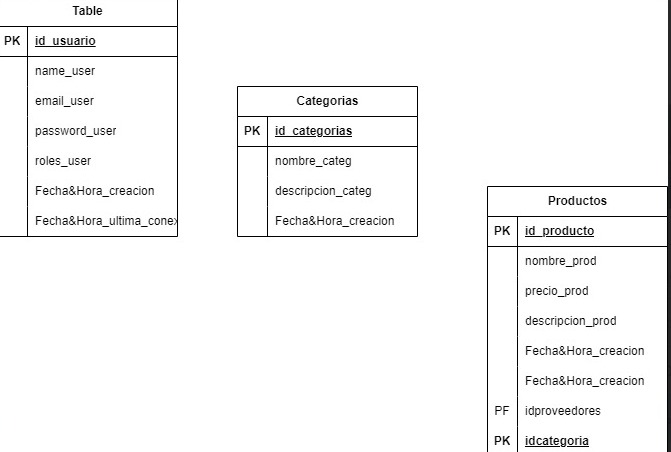 Table
PK id_usuario
name_user
email_user
password_user
roles_user
Fecha&Hora_creacion
Fecha&Hora_ultima_conex
Categorias
PK id_categorias
nombre_categ
descripcion_categ
Fecha&Hora_creacion
Productos
PK id_producto
nombre_prod
precio_prod
descripcion_prod
Fecha&Hora_creacion
Fecha&Hora_creacion
PF idproveedores
PK idcategoria